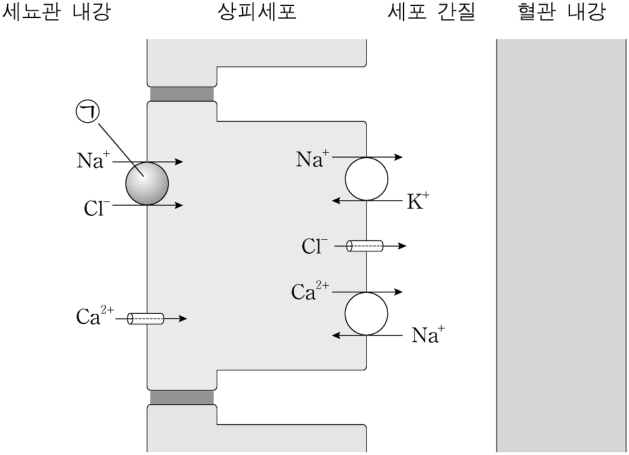 세뇨관 내강 상피세포 세포 간질 혈관 내강
㉠
Na⁺ Na⁺
Cl⁻ K⁺
Cl⁻
Ca²⁺
Ca²⁺ Na⁺